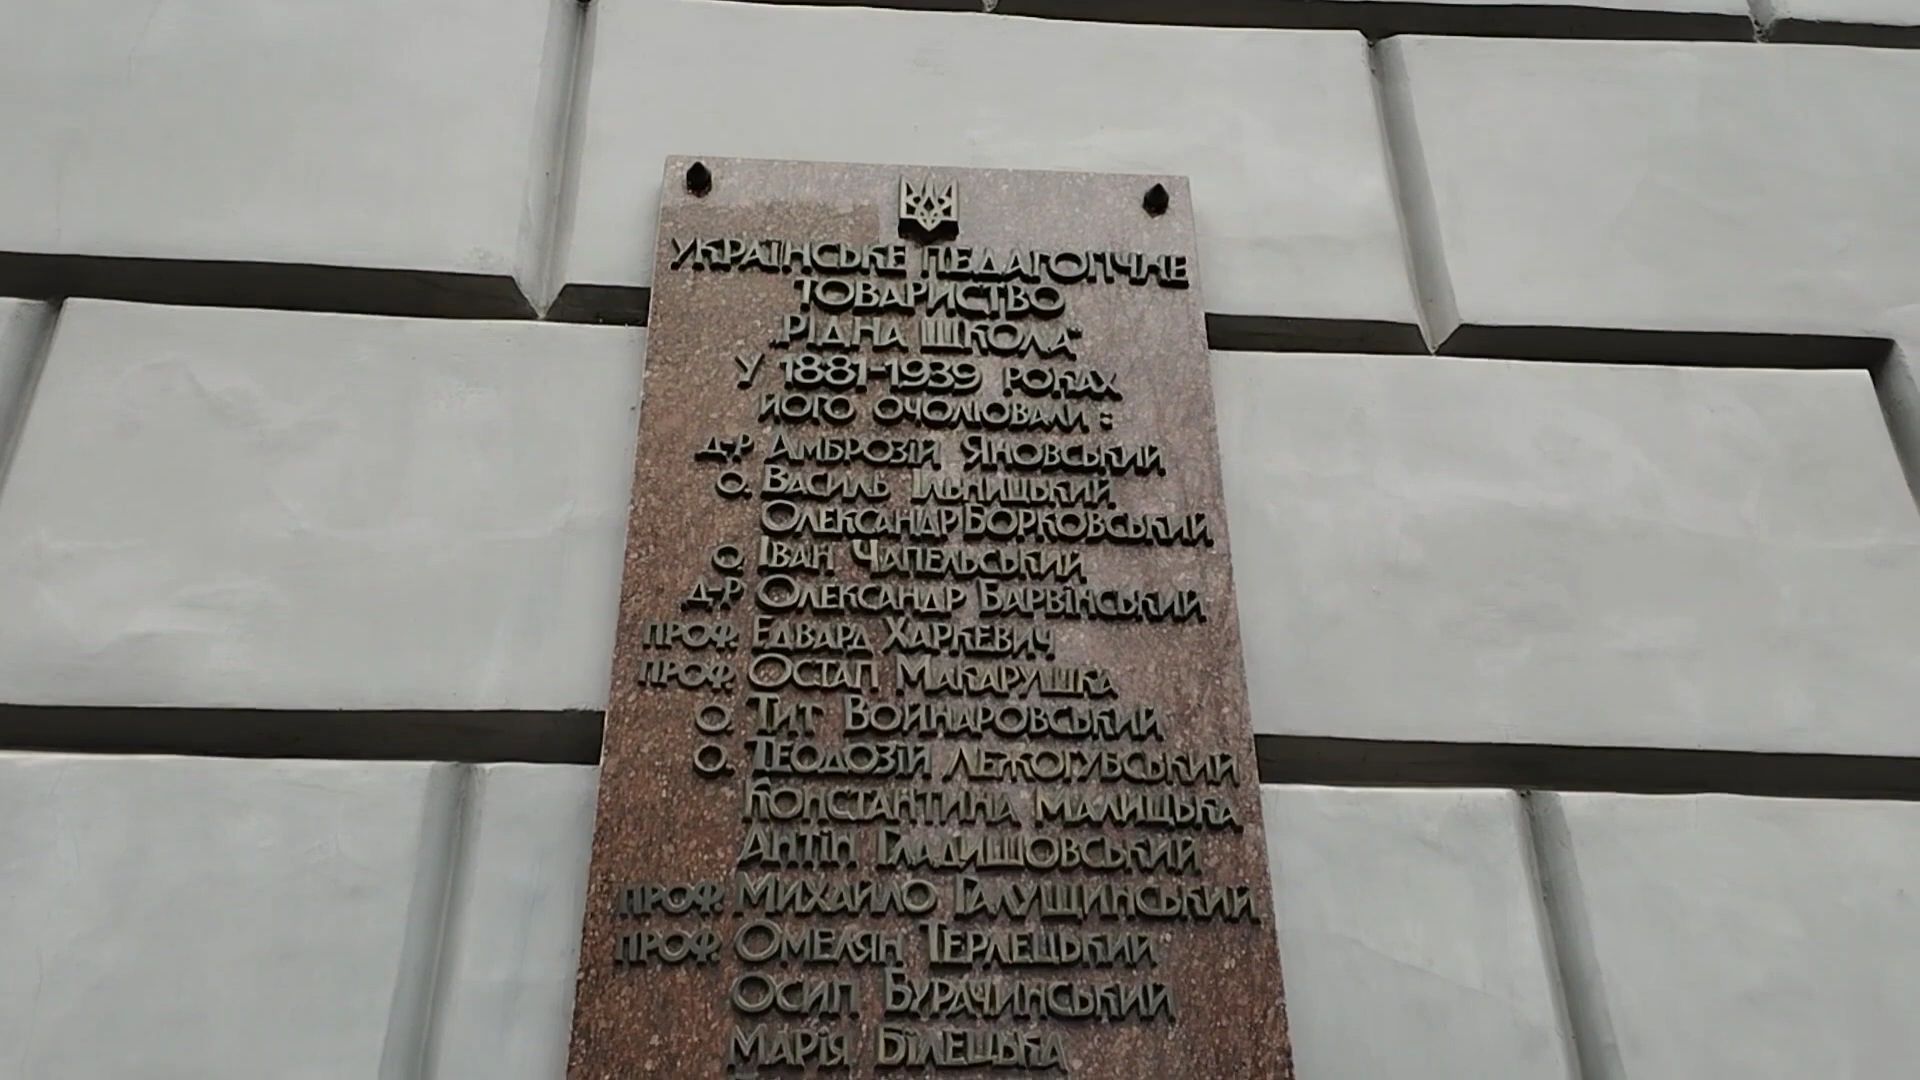 УКРАЇНСЬКЕ ПЕДАГОГІЧНЕ
ТОВАРИСТВО
„РІДНА ШКОЛА“
У 1881-1939 РОКАХ
ЙОГО ОЧОЛЮВАЛИ:
Д-Р АМБРОЗІЙ ЯНОВСЬКИЙ
О. ВАСИЛЬ ІЛЬНИЦЬКИЙ
ОЛЕКСАНДР БОРКОВСЬКИЙ
О. ІВАН ЧАПЕЛЬСЬКИЙ
Д-Р ОЛЕКСАНДР БАРВІНСЬКИЙ
ПРОФ. ЕДВАРД ХАРКЕВИЧ
ПРОФ. ОСТАП МАКАРУШКА
О. ТИТ ВОЙНАРОВСЬКИЙ
О. ТЕОДОЗІЙ ЛЕЖОГУБСЬКИЙ
КОНСТАНТИНА МАЛИЦЬКА
АНТІН ГЛАДИШОВСЬКИЙ
ПРОФ. МИХАЙЛО ГАЛУЩИНСЬКИЙ
ПРОФ. ОМЕЛЯН ТЕРЛЕЦЬКИЙ
ОСИП БУРАЧИНСЬКИЙ
МАРІЯ БІЛЕЦЬКА